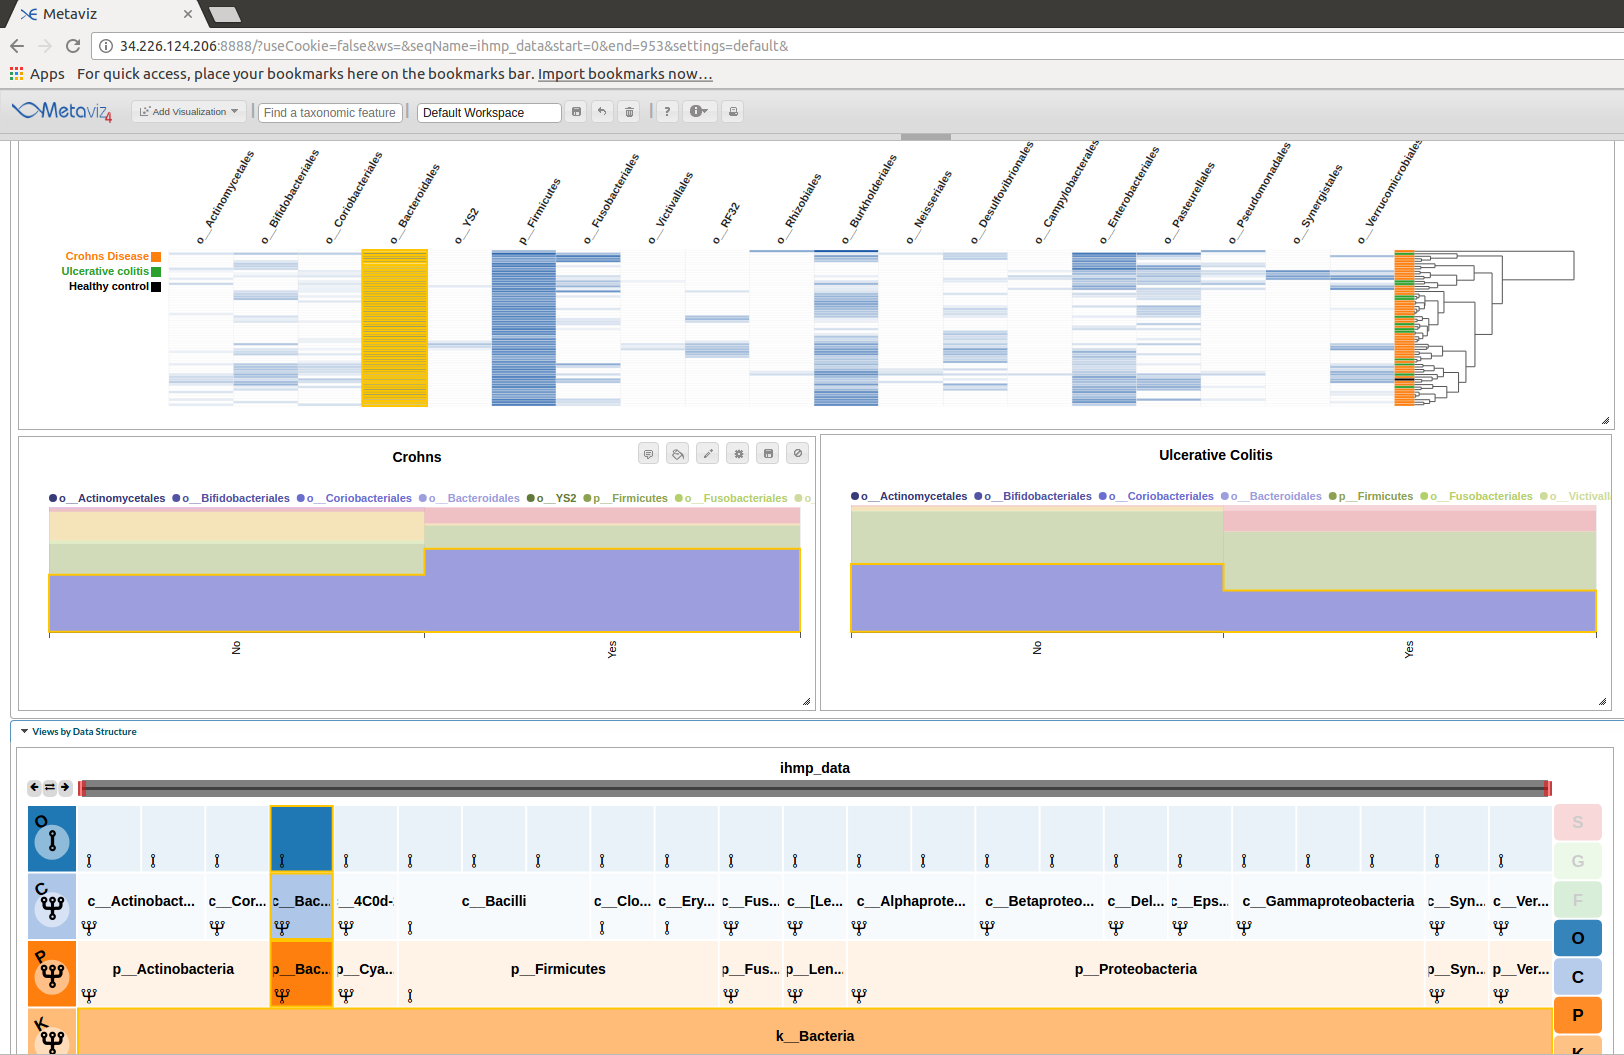 Metaviz
34.226.124.206:8888/?useCookie=false&ws=&seqName=ihmp_data&start=0&end=953&settings=default&
Apps For quick access, place your bookmarks here on the bookmarks bar. Import bookmarks now...
Metaviz4 Add Visualization Find a taxonomic feature Default Workspace ?
o__Actinomycetales
o__Bifidobacteriales
o__Coriobacteriales
o__Bacteroidales
o__YS2
p__Firmicutes
o__Fusobacteriales
o__Victivallales
o__RF32
o__Rhizobiales
o__Burkholderiales
o__Neisseriales
o__Desulfovibrionales
o__Campylobacterales
o__Enterobacteriales
o__Pasteurellales
o__Pseudomonadales
o__Synergistales
o__Verrucomicrobiales
Crohns Disease
Ulcerative colitis
Healthy control
Crohns
o__Actinomycetales o__Bifidobacteriales o__Coriobacteriales o__Bacteroidales o__YS2 p__Firmicutes o__Fusobacteriales o__
No Yes
Ulcerative Colitis
o__Actinomycetales o__Bifidobacteriales o__Coriobacteriales o__Bacteroidales p__Firmicutes o__Fusobacteriales o__Victivall
No Yes
Views by Data Structure
ihmp_data
O
C c__Actinobact... c__Cor... c__Bac... c__4C0d- c__Bacilli c__Clo... c__Ery... c__Fus... c__[Le... c__Alphaprote... c__Betaproteo... c__Del... c__Eps... c__Gammaproteobacteria c__Syn... c__Ver...
P p__Actinobacteria p__Bac... p__Cya... p__Firmicutes p__Fus... p__Len... p__Proteobacteria p__Syn... p__Ver...
K k__Bacteria
S
G
F
O
C
P
K